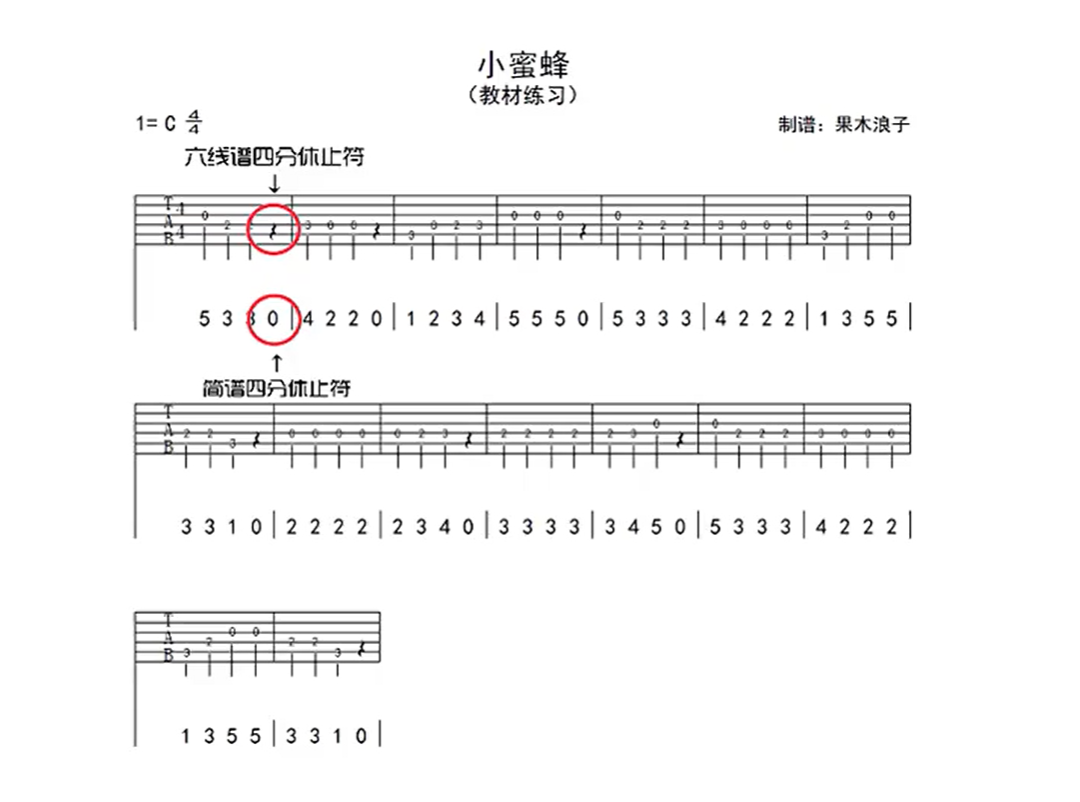 小蜜蜂
（教材练习）
1= C 4/4
制谱：果木浪子
六线谱四分休止符
T A B 4 4
0 2 3 0 0 3 0 2 3 0 0 0 0 2 2 2 3 0 0 0 3 2 0 0
5 3 3 0 | 4 2 2 0 | 1 2 3 4 | 5 5 5 0 | 5 3 3 3 | 4 2 2 2 | 1 3 5 5 |
简谱四分休止符
T A B
2 2 3 0 0 0 0 0 2 3 2 2 2 2 2 3 0 0 2 2 2 3 0 0 0
3 3 1 0 | 2 2 2 2 | 2 3 4 0 | 3 3 3 3 | 3 4 5 0 | 5 3 3 3 | 4 2 2 2 |
T A B
3 2 0 0 2 2 3
1 3 5 5 | 3 3 1 0 |